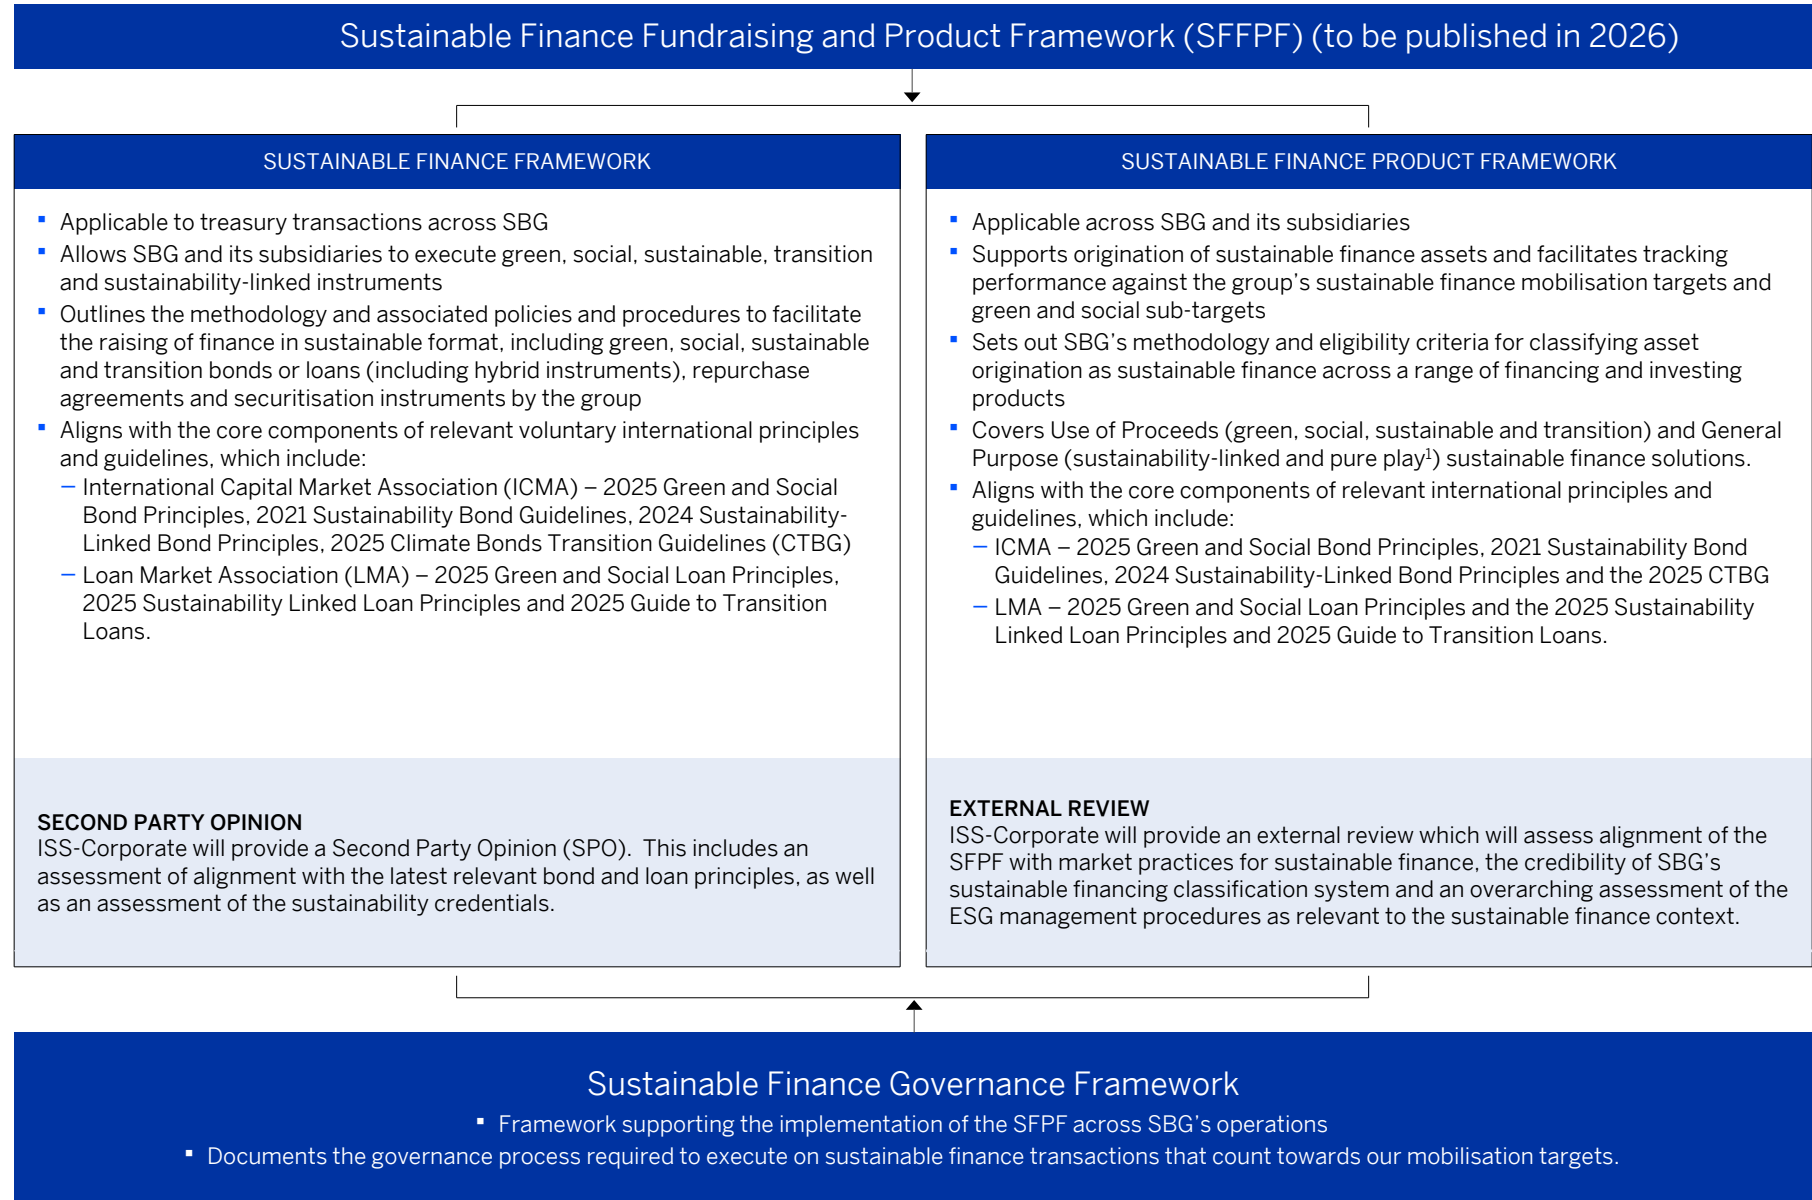 Sustainable Finance Fundraising and Product Framework (SFFPF) (to be published in 2026)
SUSTAINABLE FINANCE FRAMEWORK
▪ Applicable to treasury transactions across SBG
▪ Allows SBG and its subsidiaries to execute green, social, sustainable, transition
and sustainability-linked instruments
▪ Outlines the methodology and associated policies and procedures to facilitate
the raising of finance in sustainable format, including green, social, sustainable
and transition bonds or loans (including hybrid instruments), repurchase
agreements and securitisation instruments by the group
▪ Aligns with the core components of relevant voluntary international principles
and guidelines, which include:
– International Capital Market Association (ICMA) – 2025 Green and Social
Bond Principles, 2021 Sustainability Bond Guidelines, 2024 Sustainability-
Linked Bond Principles, 2025 Climate Bonds Transition Guidelines (CTBG)
– Loan Market Association (LMA) – 2025 Green and Social Loan Principles,
2025 Sustainability Linked Loan Principles and 2025 Guide to Transition
Loans.
SECOND PARTY OPINION
ISS-Corporate will provide a Second Party Opinion (SPO).  This includes an
assessment of alignment with the latest relevant bond and loan principles, as well
as an assessment of the sustainability credentials.
SUSTAINABLE FINANCE PRODUCT FRAMEWORK
▪ Applicable across SBG and its subsidiaries
▪ Supports origination of sustainable finance assets and facilitates tracking
performance against the group’s sustainable finance mobilisation targets and
green and social sub-targets
▪ Sets out SBG’s methodology and eligibility criteria for classifying asset
origination as sustainable finance across a range of financing and investing
products
▪ Covers Use of Proceeds (green, social, sustainable and transition) and General
Purpose (sustainability-linked and pure play¹) sustainable finance solutions.
▪ Aligns with the core components of relevant international principles and
guidelines, which include:
– ICMA – 2025 Green and Social Bond Principles, 2021 Sustainability Bond
Guidelines, 2024 Sustainability-Linked Bond Principles and the 2025 CTBG
– LMA – 2025 Green and Social Loan Principles and the 2025 Sustainability
Linked Loan Principles and 2025 Guide to Transition Loans.
EXTERNAL REVIEW
ISS-Corporate will provide an external review which will assess alignment of the
SFPF with market practices for sustainable finance, the credibility of SBG’s
sustainable financing classification system and an overarching assessment of the
ESG management procedures as relevant to the sustainable finance context.
Sustainable Finance Governance Framework
▪ Framework supporting the implementation of the SFPF across SBG’s operations
▪ Documents the governance process required to execute on sustainable finance transactions that count towards our mobilisation targets.